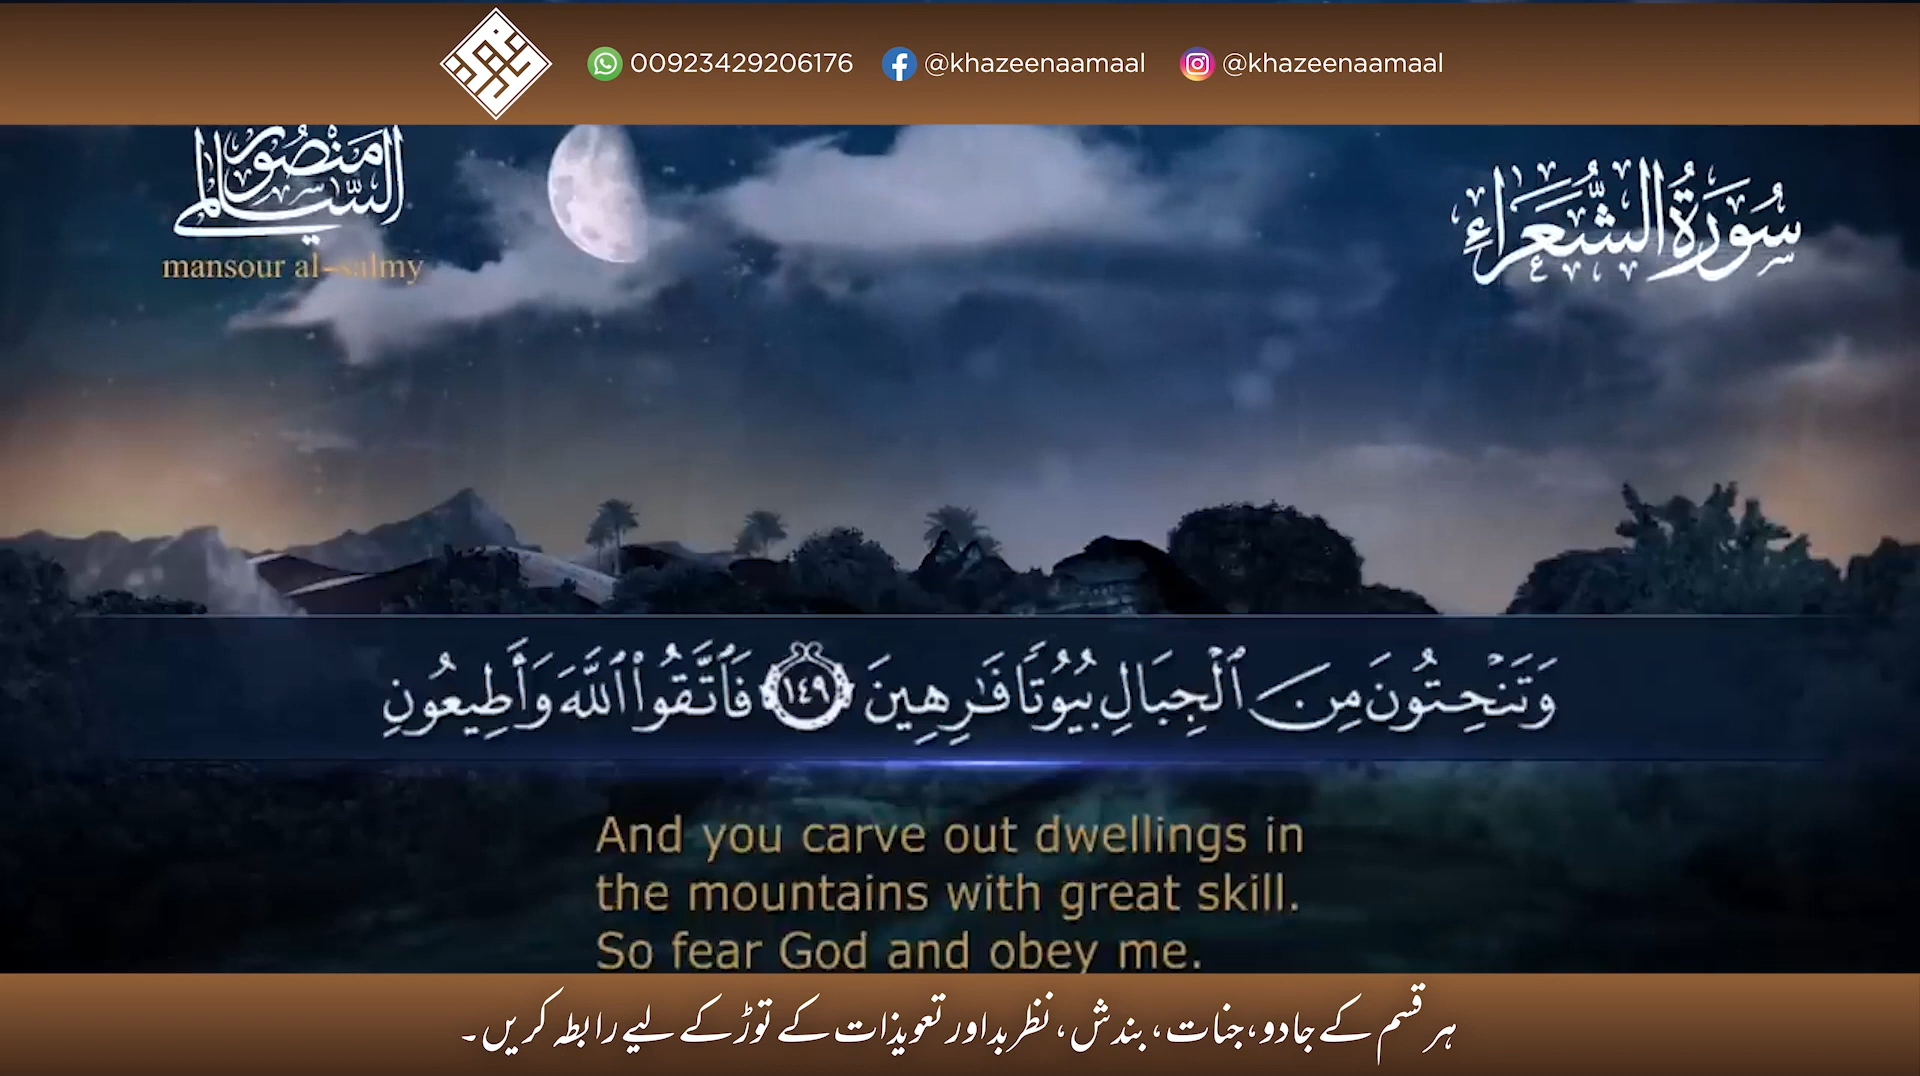 00923429206176 @khazeenaamaal @khazeenaamaal
منصور السالمي
mansour al-salmy
سُورَةُ الشُّعَرَاءِ
وَتَنْحِتُونَ مِنَ ٱلْجِبَالِ بُيُوتًا فَٰرِهِينَ ١٤٩ فَٱتَّقُوا۟ ٱللَّهَ وَأَطِيعُونِ
And you carve out dwellings in
the mountains with great skill.
So fear God and obey me.
ہر قسم کے جادو، جنات، بندش، نظر بد اور تعویذات کے توڑ کے لیے رابطہ کریں۔